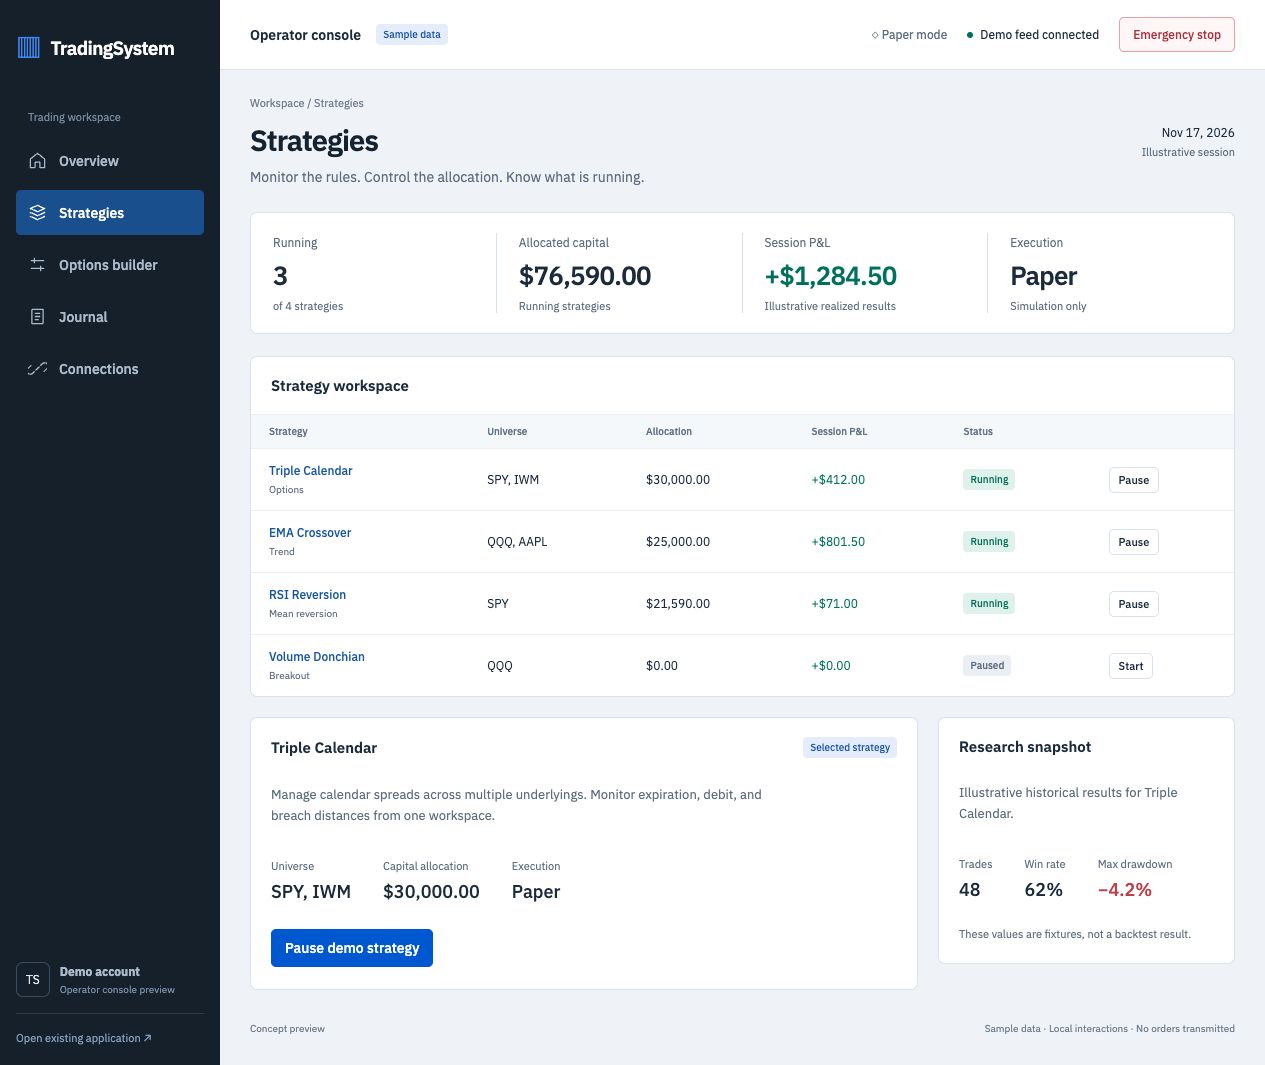 TradingSystem
Trading workspace
Overview
Strategies
Options builder
Journal
Connections
TS
Demo account
Operator console preview
Open existing application ↗
Operator console
Sample data
◇ Paper mode
● Demo feed connected
Emergency stop
Workspace / Strategies
Strategies
Nov 17, 2026
Illustrative session
Monitor the rules. Control the allocation. Know what is running.
Running
3
of 4 strategies
Allocated capital
$76,590.00
Running strategies
Session P&L
+$1,284.50
Illustrative realized results
Execution
Paper
Simulation only
Strategy workspace
Strategy Universe Allocation Session P&L Status
Triple Calendar
Options
SPY, IWM $30,000.00 +$412.00 Running Pause
EMA Crossover
Trend
QQQ, AAPL $25,000.00 +$801.50 Running Pause
RSI Reversion
Mean reversion
SPY $21,590.00 +$71.00 Running Pause
Volume Donchian
Breakout
QQQ $0.00 +$0.00 Paused Start
Triple Calendar
Selected strategy
Manage calendar spreads across multiple underlyings. Monitor expiration, debit, and
breach distances from one workspace.
Universe Capital allocation Execution
SPY, IWM $30,000.00 Paper
Pause demo strategy
Research snapshot
Illustrative historical results for Triple
Calendar.
Trades Win rate Max drawdown
48 62% −4.2%
These values are fixtures, not a backtest result.
Concept preview
Sample data · Local interactions · No orders transmitted